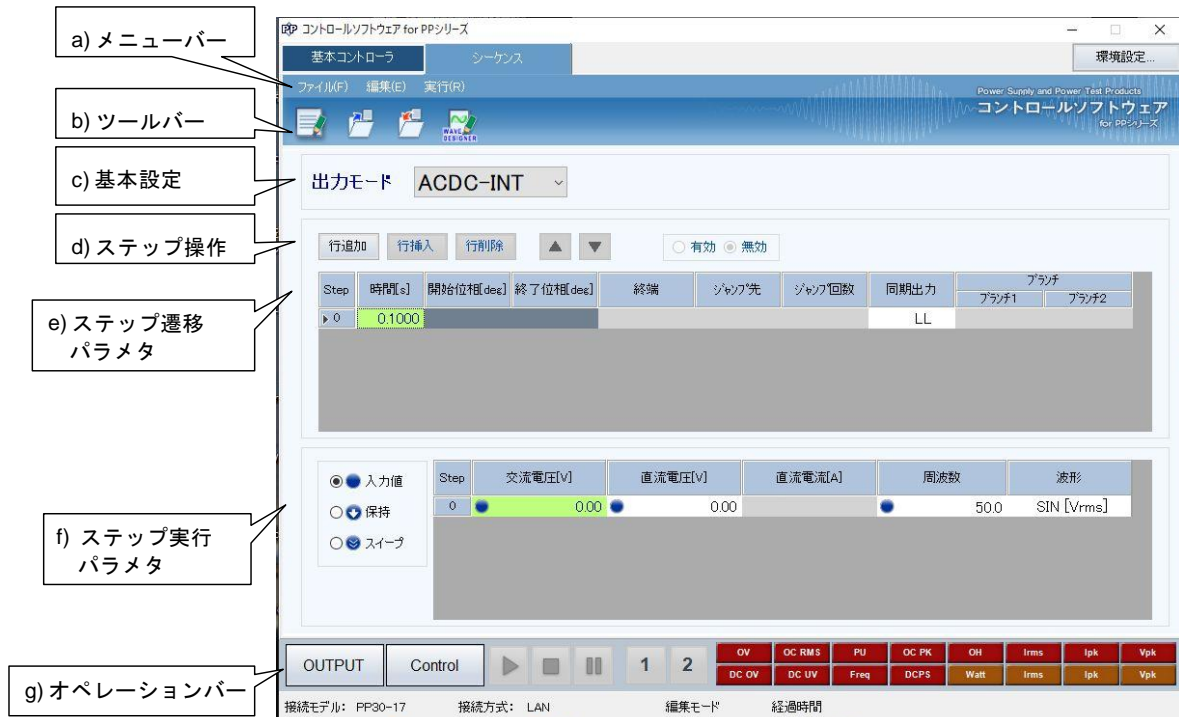 a) メニューバー
b) ツールバー
c) 基本設定
d) ステップ操作
e) ステップ遷移
パラメタ
f) ステップ実行
パラメタ
g) オペレーションバー
コントロールソフトウェア for PPシリーズ
基本コントローラ シーケンス 環境設定...
ファイル(F) 編集(E) 実行(R)
Power Supply and Power Test Products
コントロールソフトウェア
for PPシリーズ
WAVE DESIGNER
出力モード ACDC-INT
行追加 行挿入 行削除 ▲ ▼ 有効 無効
Step 時間[s] 開始位相[deg] 終了位相[deg] 終端 ジャンプ先 ジャンプ回数 同期出力 ブランチ
ブランチ1 ブランチ2
0 0.1000 LL
入力値
保持
スイープ
Step 交流電圧[V] 直流電圧[V] 直流電流[A] 周波数 波形
0 0.00 0.00 50.0 SIN [Vrms]
OUTPUT Control 1 2
OV OC RMS PU OC PK OH Irms Ipk Vpk
DC OV DC UV Freq DCPS Watt Irms Ipk Vpk
接続モデル: PP30-17 接続方式: LAN 編集モード 経過時間